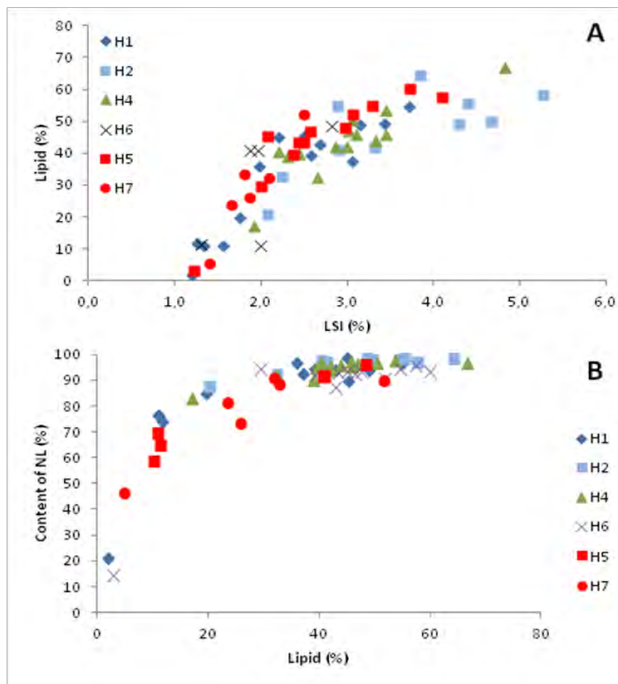 A
80
70
60
50
40
30
20
10
0
Lipid (%)
H1
H2
H4
H6
H5
H7
0,0 1,0 2,0 3,0 4,0 5,0 6,0
LSI (%)
B
100
90
80
70
60
50
40
30
20
10
0
Content of NL (%)
H1
H2
H4
H6
H5
H7
0 20 40 60 80
Lipid (%)